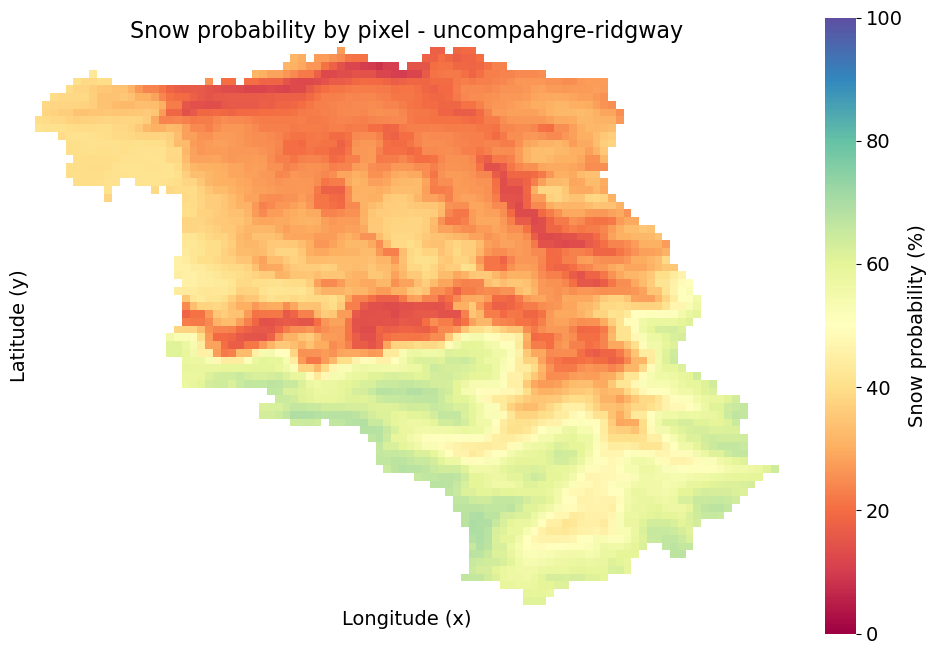 Snow probability by pixel - uncompahgre-ridgway
Latitude (y)
Longitude (x)
100
80
60
40
20
0
Snow probability (%)